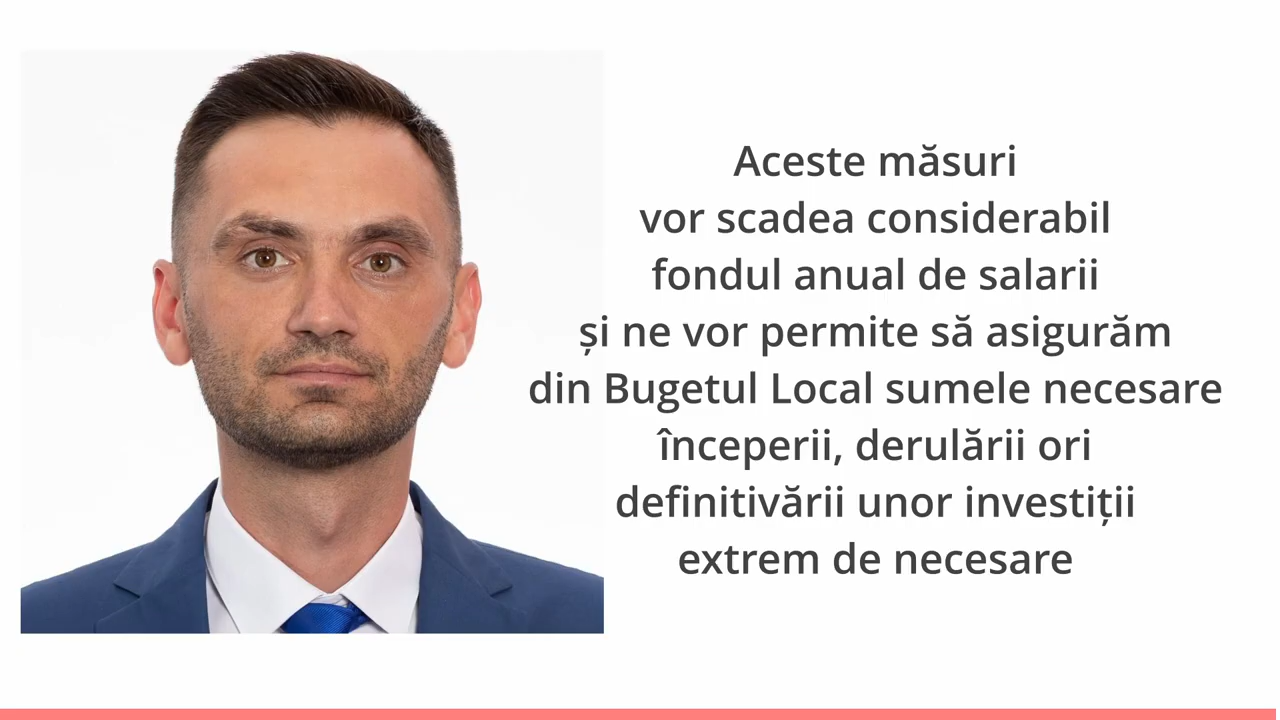 Aceste măsuri
vor scadea considerabil
fondul anual de salarii
și ne vor permite să asigurăm
din Bugetul Local sumele necesare
începerii, derulării ori
definitivării unor investiții
extrem de necesare